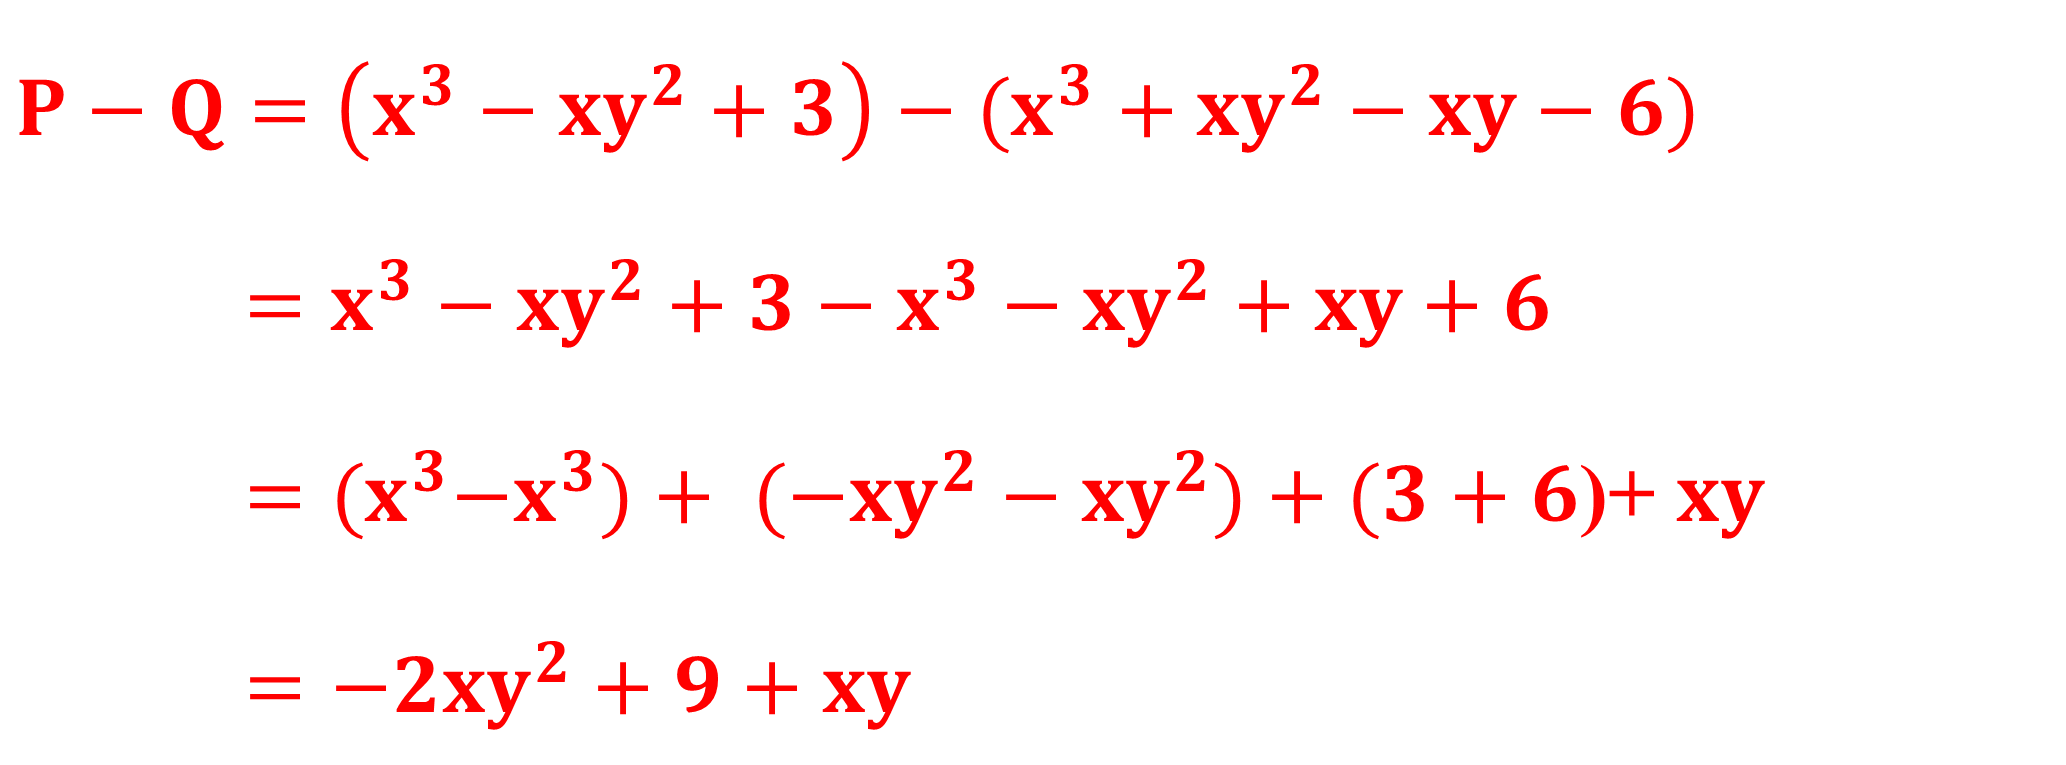 P − Q = (x³ − xy² + 3) − (x³ + xy² − xy − 6)
= x³ − xy² + 3 − x³ − xy² + xy + 6
= (x³−x³) + (−xy² − xy²) + (3 + 6)+ xy
= −2xy² + 9 + xy